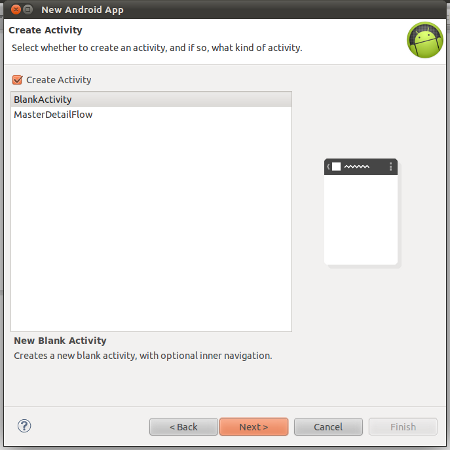 New Android App
Create Activity
Select whether to create an activity, and if so, what kind of activity.
Create Activity
BlankActivity
MasterDetailFlow
New Blank Activity
Creates a new blank activity, with optional inner navigation.
? < Back Next > Cancel Finish